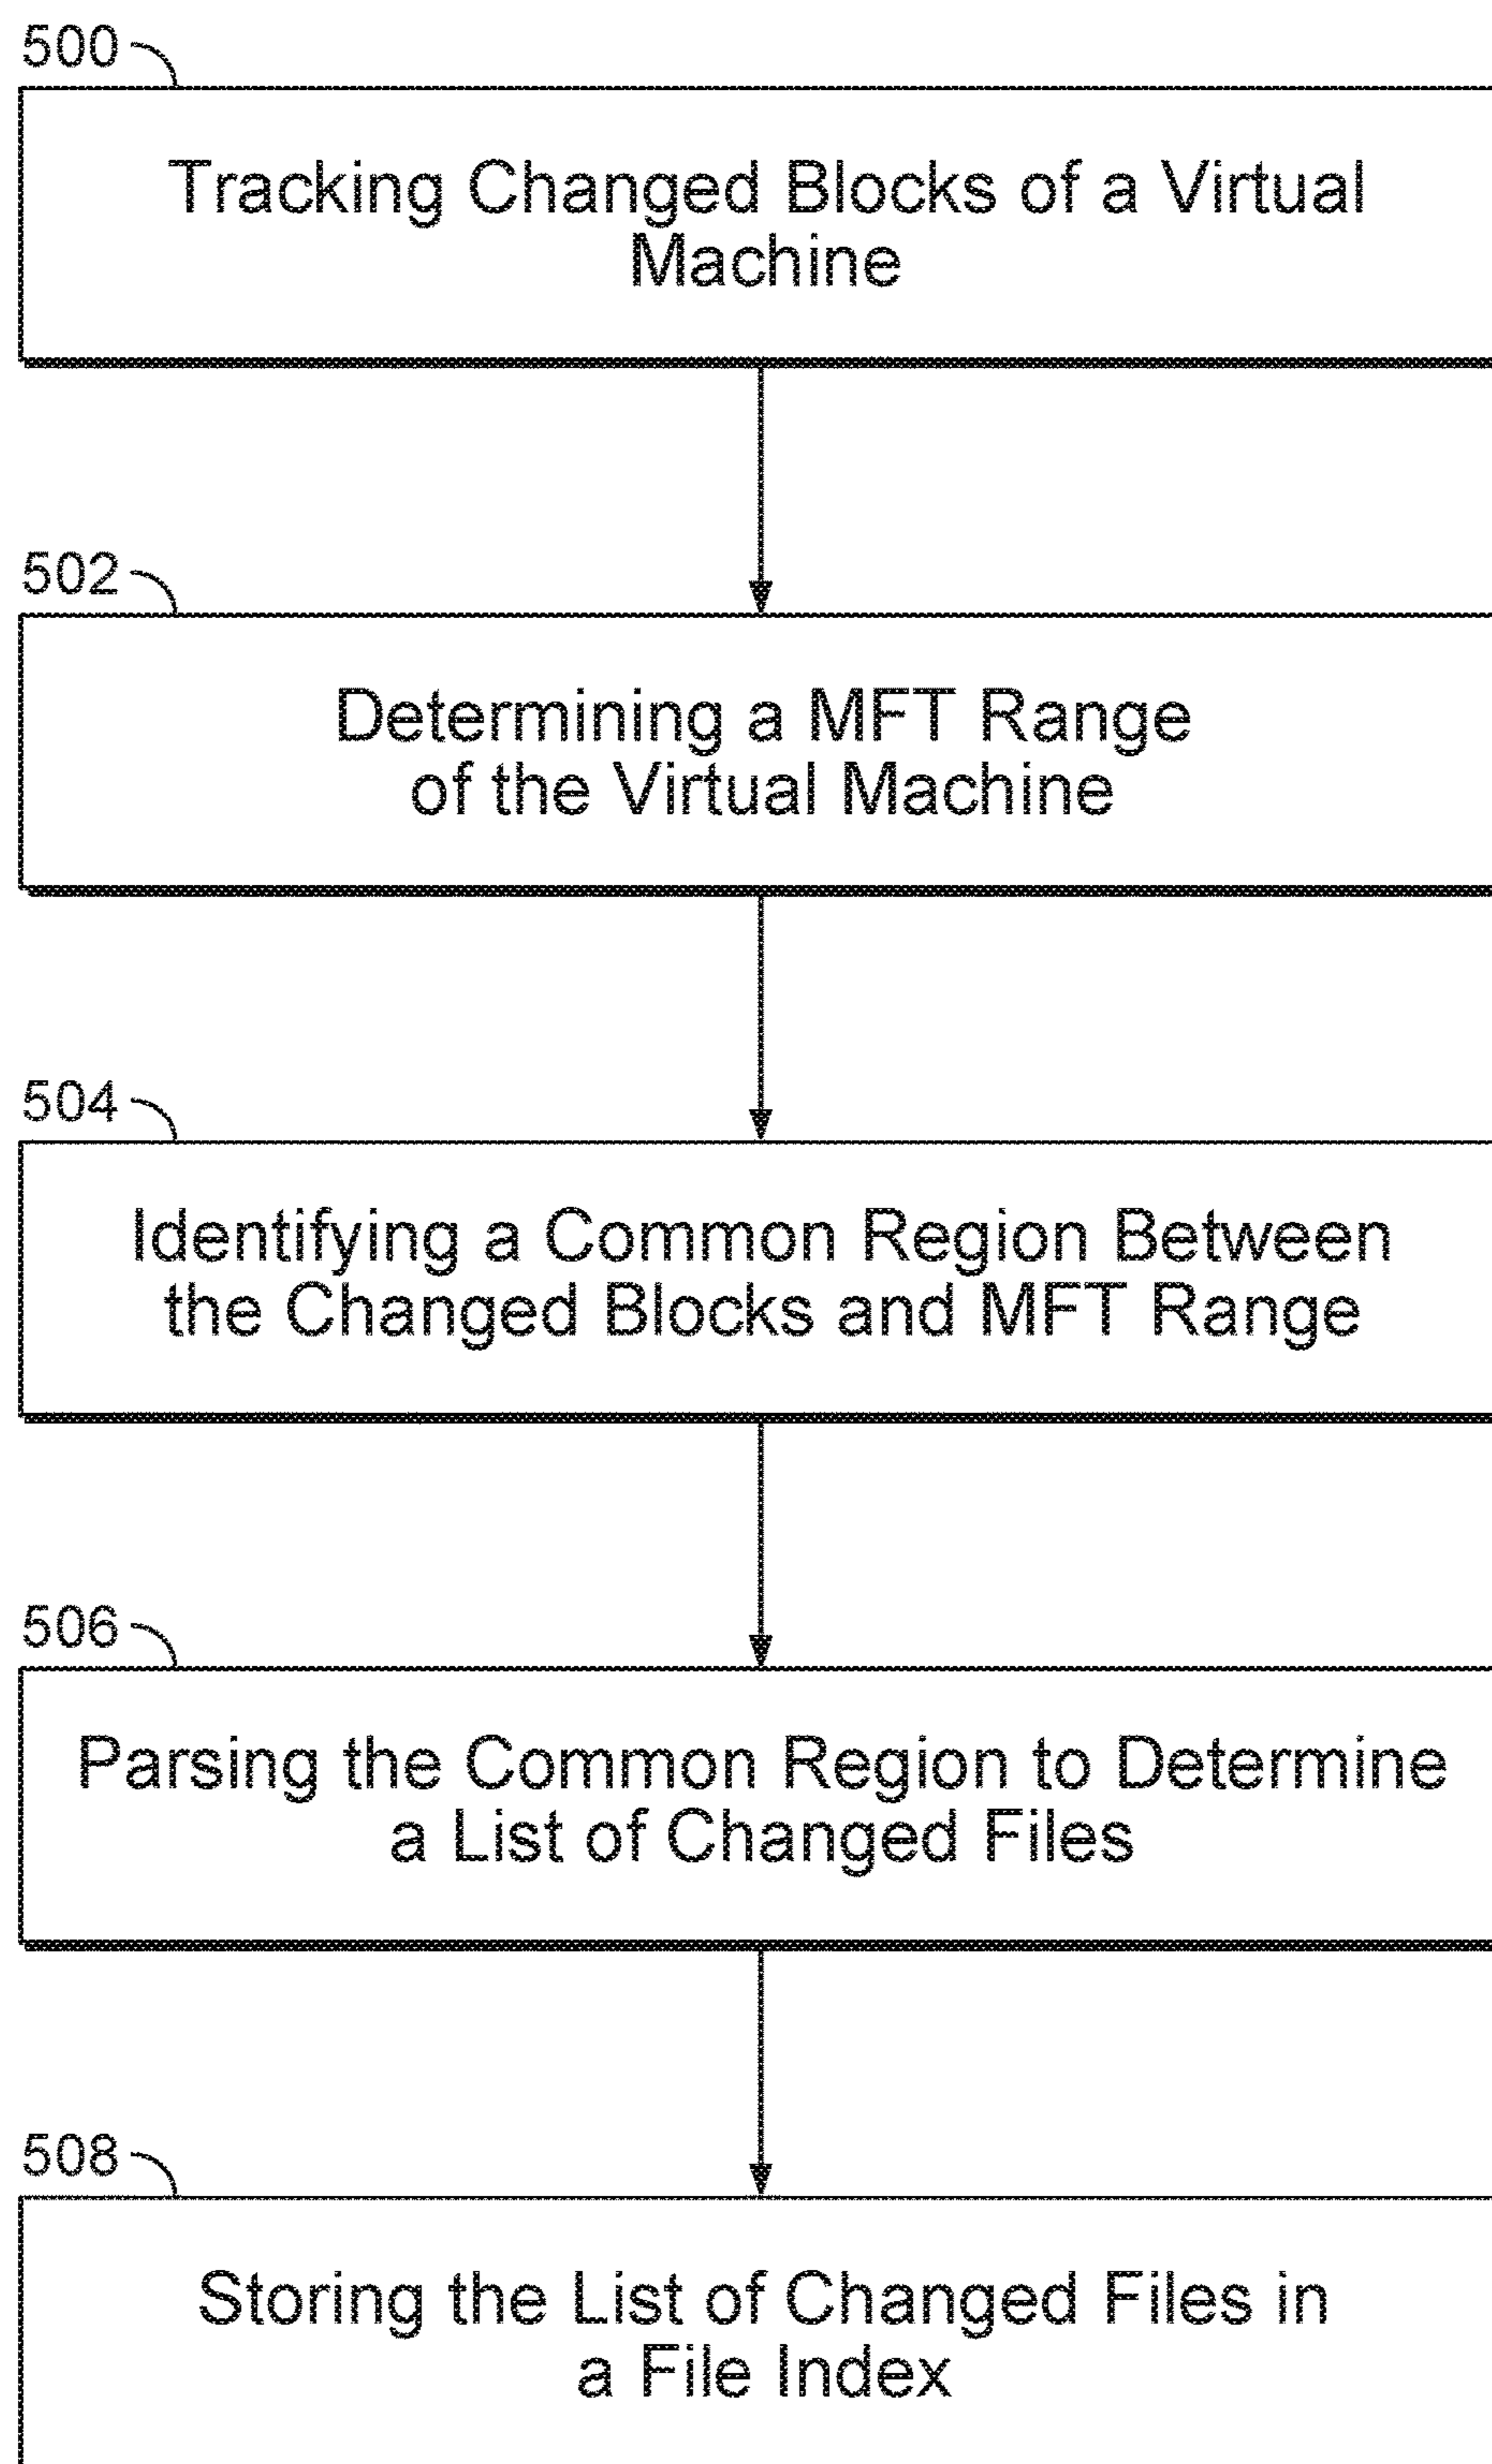 500
Tracking Changed Blocks of a Virtual
Machine
502
Determining a MFT Range
of the Virtual Machine
504
Identifying a Common Region Between
the Changed Blocks and MFT Range
506
Parsing the Common Region to Determine
a List of Changed Files
508
Storing the List of Changed Files in
a File Index